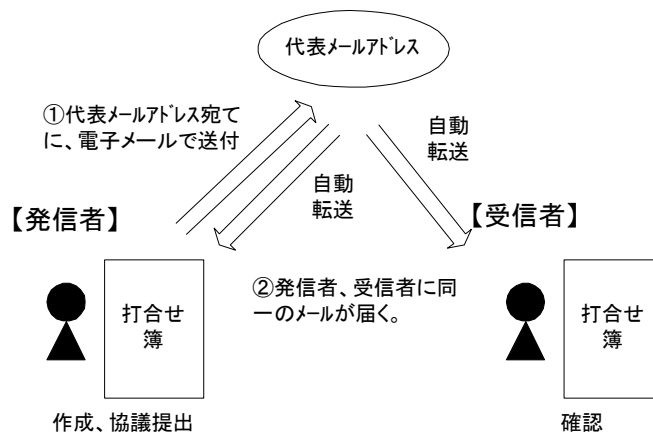 代表ﾒｰﾙｱﾄﾞﾚｽ
①代表ﾒｰﾙｱﾄﾞﾚｽ宛て
に、電子ﾒｰﾙで送付
自動
転送
自動
転送
【発信者】
【受信者】
②発信者、受信者に同
一のﾒｰﾙが届く。
打合せ
簿
打合せ
簿
作成、協議提出
確認